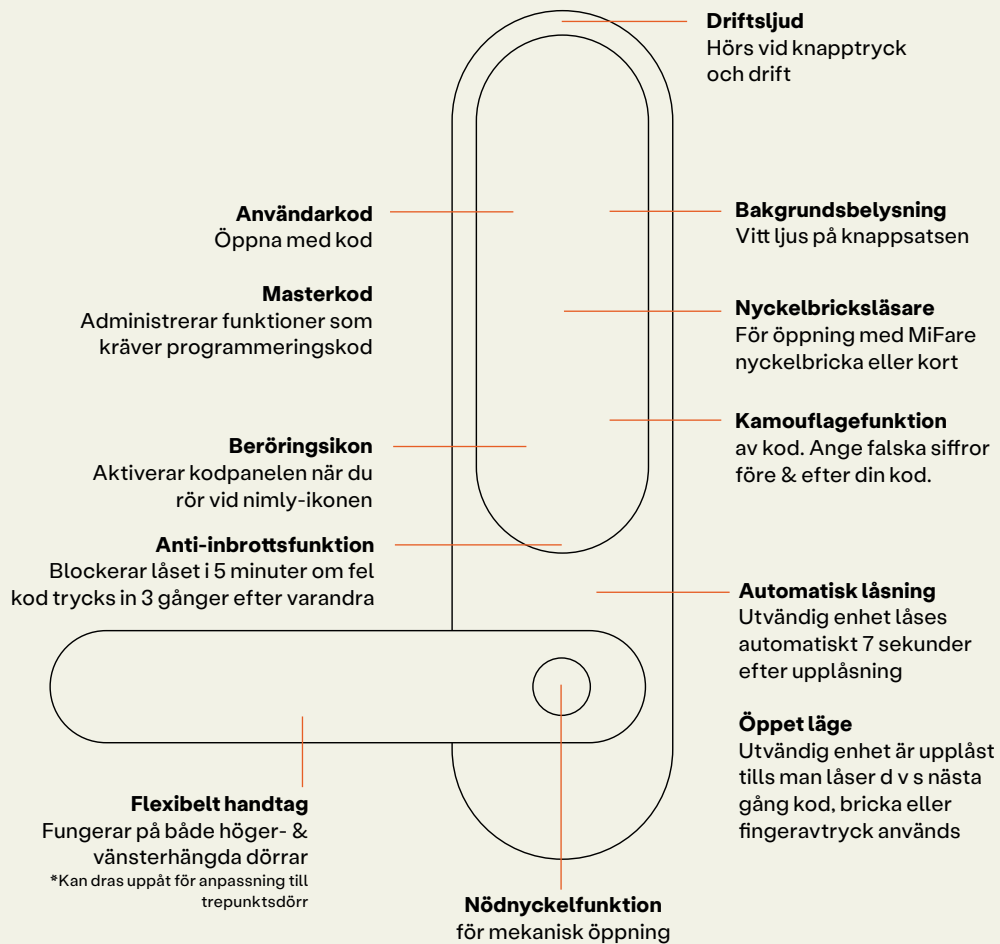 Driftsljud
Hörs vid knapptryck
och drift
Användarkod
Öppna med kod
Bakgrundsbelysning
Vitt ljus på knappsatsen
Masterkod
Administrerar funktioner som
kräver programmeringskod
Nyckelbricksläsare
För öppning med MiFare
nyckelbricka eller kort
Beröringsikon
Aktiverar kodpanelen när du
rör vid nimly-ikonen
Kamouflagefunktion
av kod. Ange falska siffror
före & efter din kod.
Anti-inbrottsfunktion
Blockerar låset i 5 minuter om fel
kod trycks in 3 gånger efter varandra
Automatisk låsning
Utvändig enhet låses
automatiskt 7 sekunder
efter upplåsning
Öppet läge
Utvändig enhet är upplåst
tills man låser d v s nästa
gång kod, bricka eller
fingeravtryck används
Flexibelt handtag
Fungerar på både höger- &
vänsterhängda dörrar
*Kan dras uppåt för anpassning till
trepunktsdörr
Nödnyckelfunktion
för mekanisk öppning